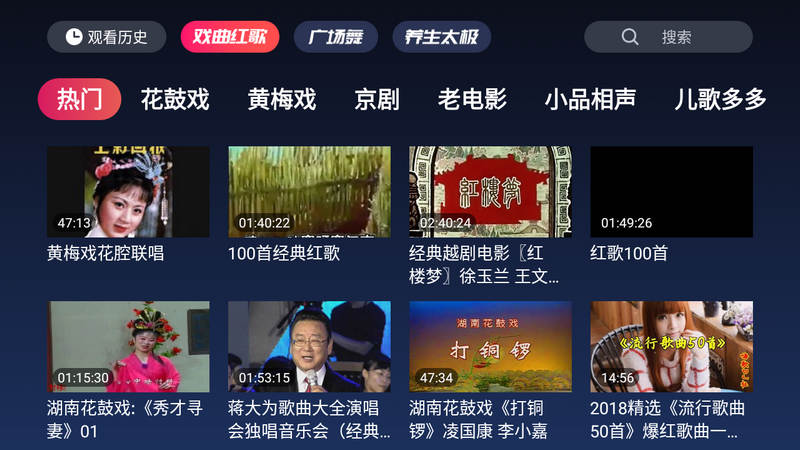 观看历史
戏曲红歌
广场舞
养生太极
搜索
热门
花鼓戏
黄梅戏
京剧
老电影
小品相声
儿歌多多
47:13
01:40:22
红楼梦
02:40:24
01:49:26
黄梅戏花腔联唱
100首经典红歌
经典越剧电影〖红
楼梦〗徐玉兰 王文...
红歌100首
01:15:30
01:53:15
湖南花鼓戏
打铜锣
47:34
《流行歌曲50首》
14:56
湖南花鼓戏:《秀才寻
妻》01
蒋大为歌曲大全演唱
会独唱音乐会（经典...
湖南花鼓戏《打铜
锣》凌国康 李小嘉
2018精选《流行歌曲
50首》爆红歌曲一...